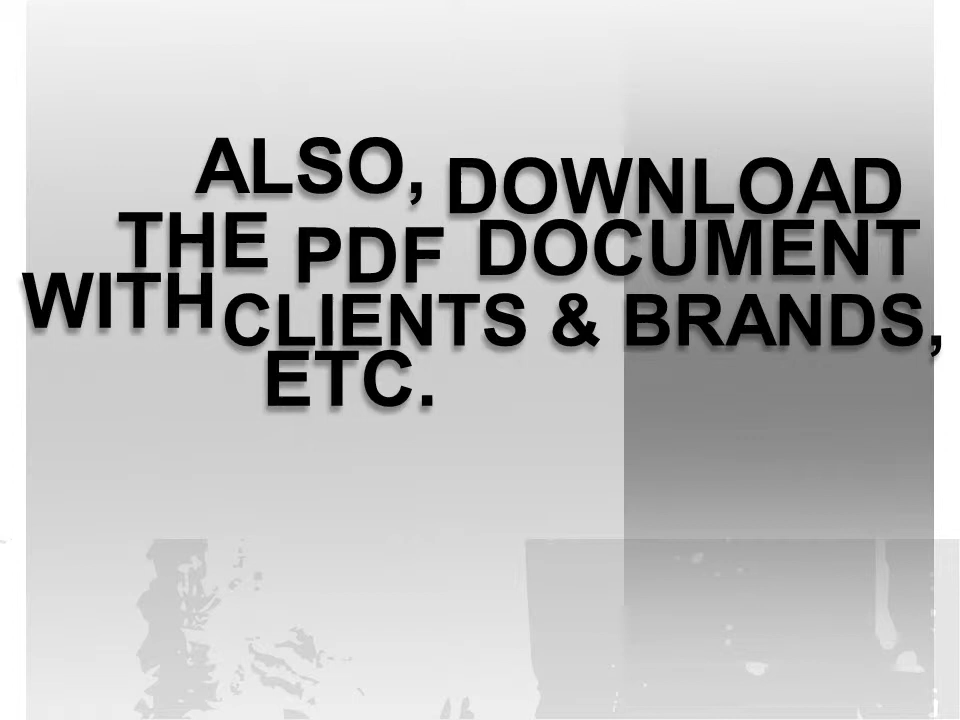 ALSO, DOWNLOAD
THE PDF DOCUMENT
WITH CLIENTS & BRANDS,
ETC.